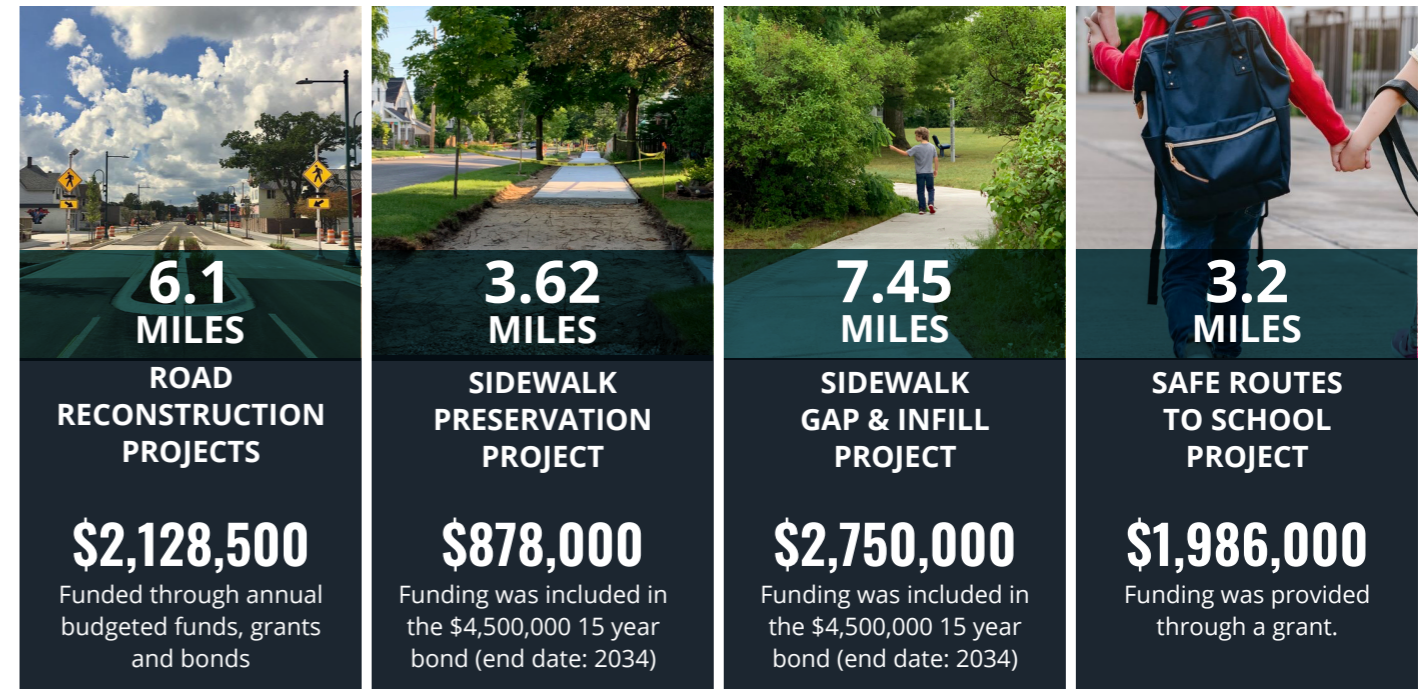 6.1
MILES
ROAD
RECONSTRUCTION
PROJECTS
$2,128,500
Funded through annual
budgeted funds, grants
and bonds
3.62
MILES
SIDEWALK
PRESERVATION
PROJECT
$878,000
Funding was included in
the $4,500,000 15 year
bond (end date: 2034)
7.45
MILES
SIDEWALK
GAP & INFILL
PROJECT
$2,750,000
Funding was included in
the $4,500,000 15 year
bond (end date: 2034)
3.2
MILES
SAFE ROUTES
TO SCHOOL
PROJECT
$1,986,000
Funding was provided
through a grant.